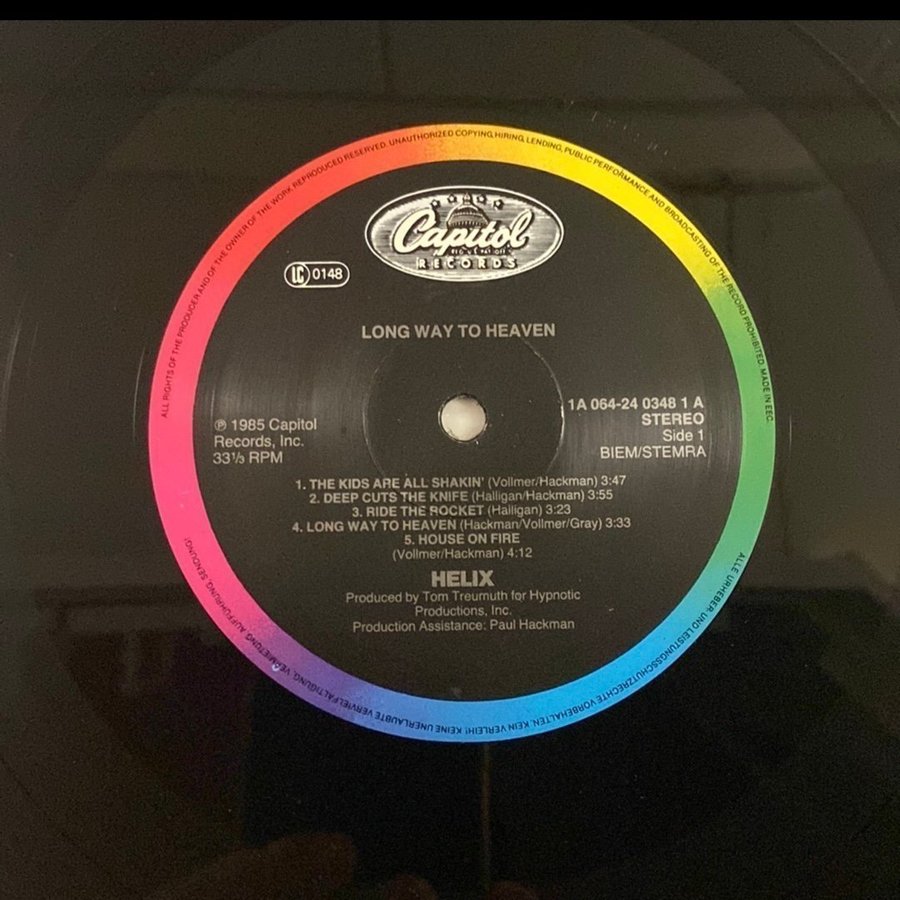 ALL RIGHTS OF THE PRODUCER AND OF THE OWNER OF THE WORK REPRODUCED RESERVED. UNAUTHORIZED COPYING, HIRING, LENDING, PUBLIC PERFORMANCE AND BROADCASTING OF THE RECORD PROHIBITED. MADE IN EEC.
Capitol
RECORDS
LC 0148
LONG WAY TO HEAVEN
℗ 1985 Capitol
Records, Inc.
33⅓ RPM
1A 064-24 0348 1 A
STEREO
Side 1
BIEM/STEMRA
1. THE KIDS ARE ALL SHAKIN' (Vollmer/Hackman) 3:47
2. DEEP CUTS THE KNIFE (Halligan/Hackman) 3:55
3. RIDE THE ROCKET (Halligan) 3:23
4. LONG WAY TO HEAVEN (Hackman/Vollmer/Gray) 3:33
5. HOUSE ON FIRE
(Vollmer/Hackman) 4:12
HELIX
Produced by Tom Treumuth for Hypnotic
Productions, Inc.
Production Assistance: Paul Hackman
ALLE URHEBER- UND LEISTUNGSSCHUTZRECHTE VORBEHALTEN. KEIN VERLEIH! KEINE UNERLAUBTE VERVIELFÄLTIGUNG, VERMIETUNG, AUFFÜHRUNG, SENDUNG!